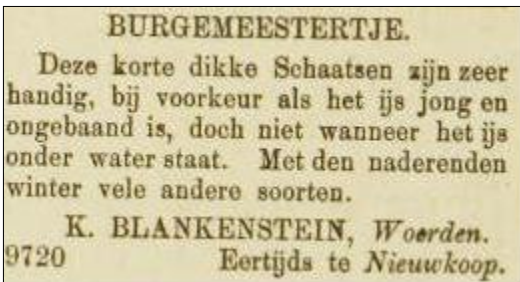 BURGEMEESTERTJE.
Deze korte dikke Schaatsen zijn zeer
handig, bij voorkeur als het ijs jong en
ongebaand is, doch niet wanneer het ijs
onder water staat. Met den naderenden
winter vele andere soorten.
K. BLANKENSTEIN, Woerden.
9720 Eertijds te Nieuwkoop.